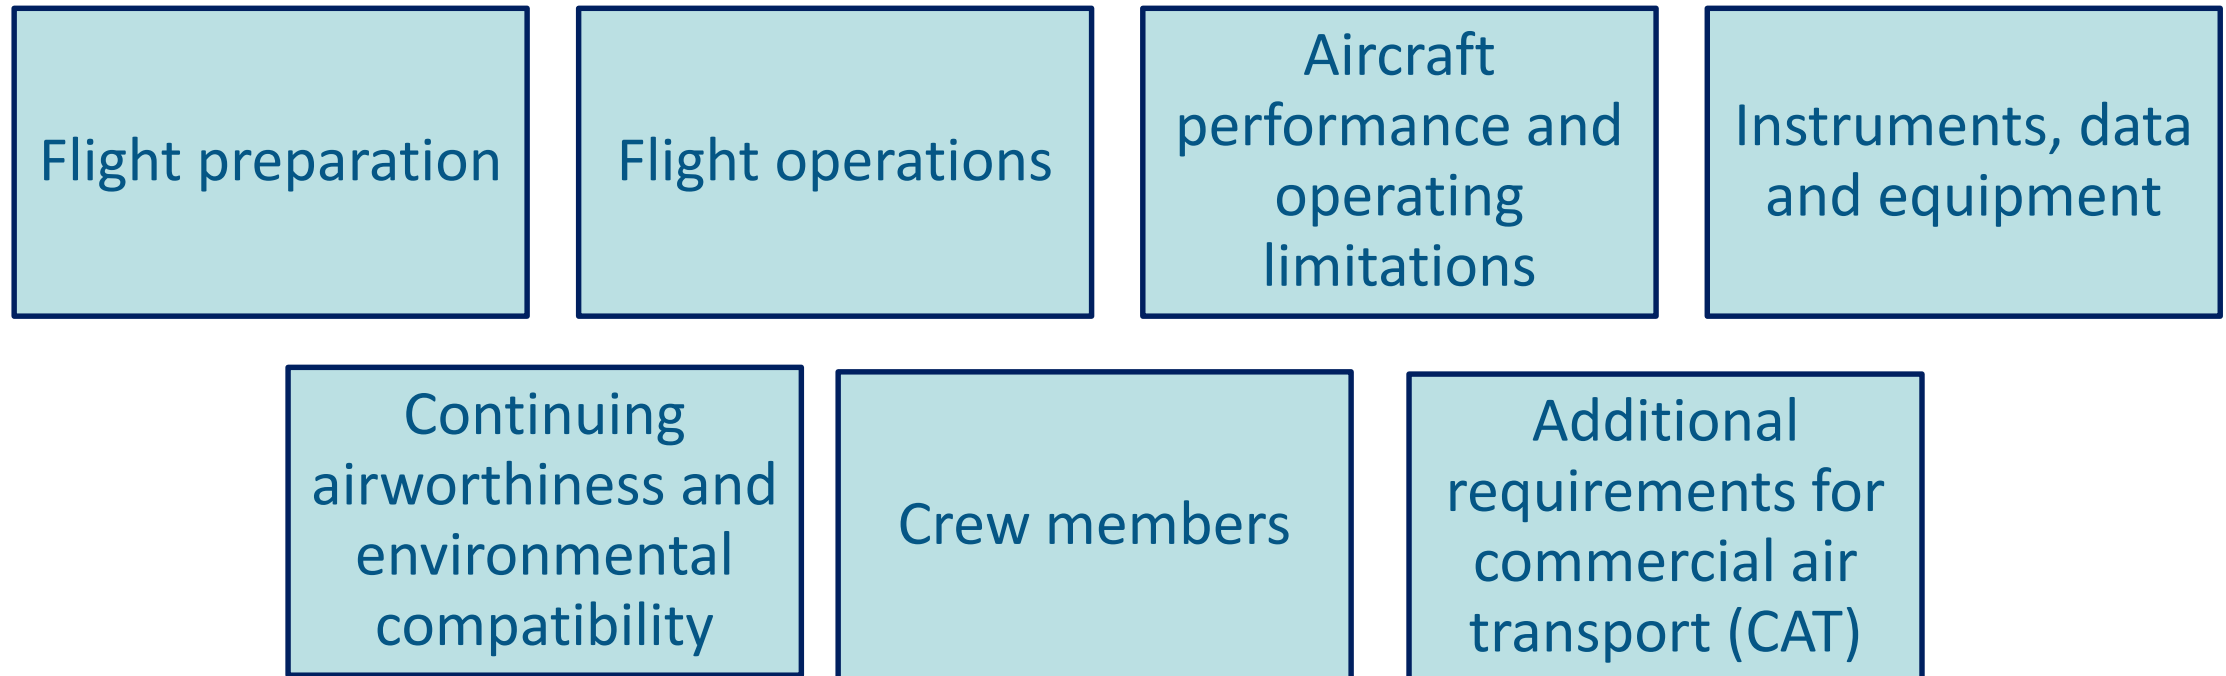 Flight preparation
Flight operations
Aircraft
performance and
operating
limitations
Instruments, data
and equipment
Continuing
airworthiness and
environmental
compatibility
Crew members
Additional
requirements for
commercial air
transport (CAT)